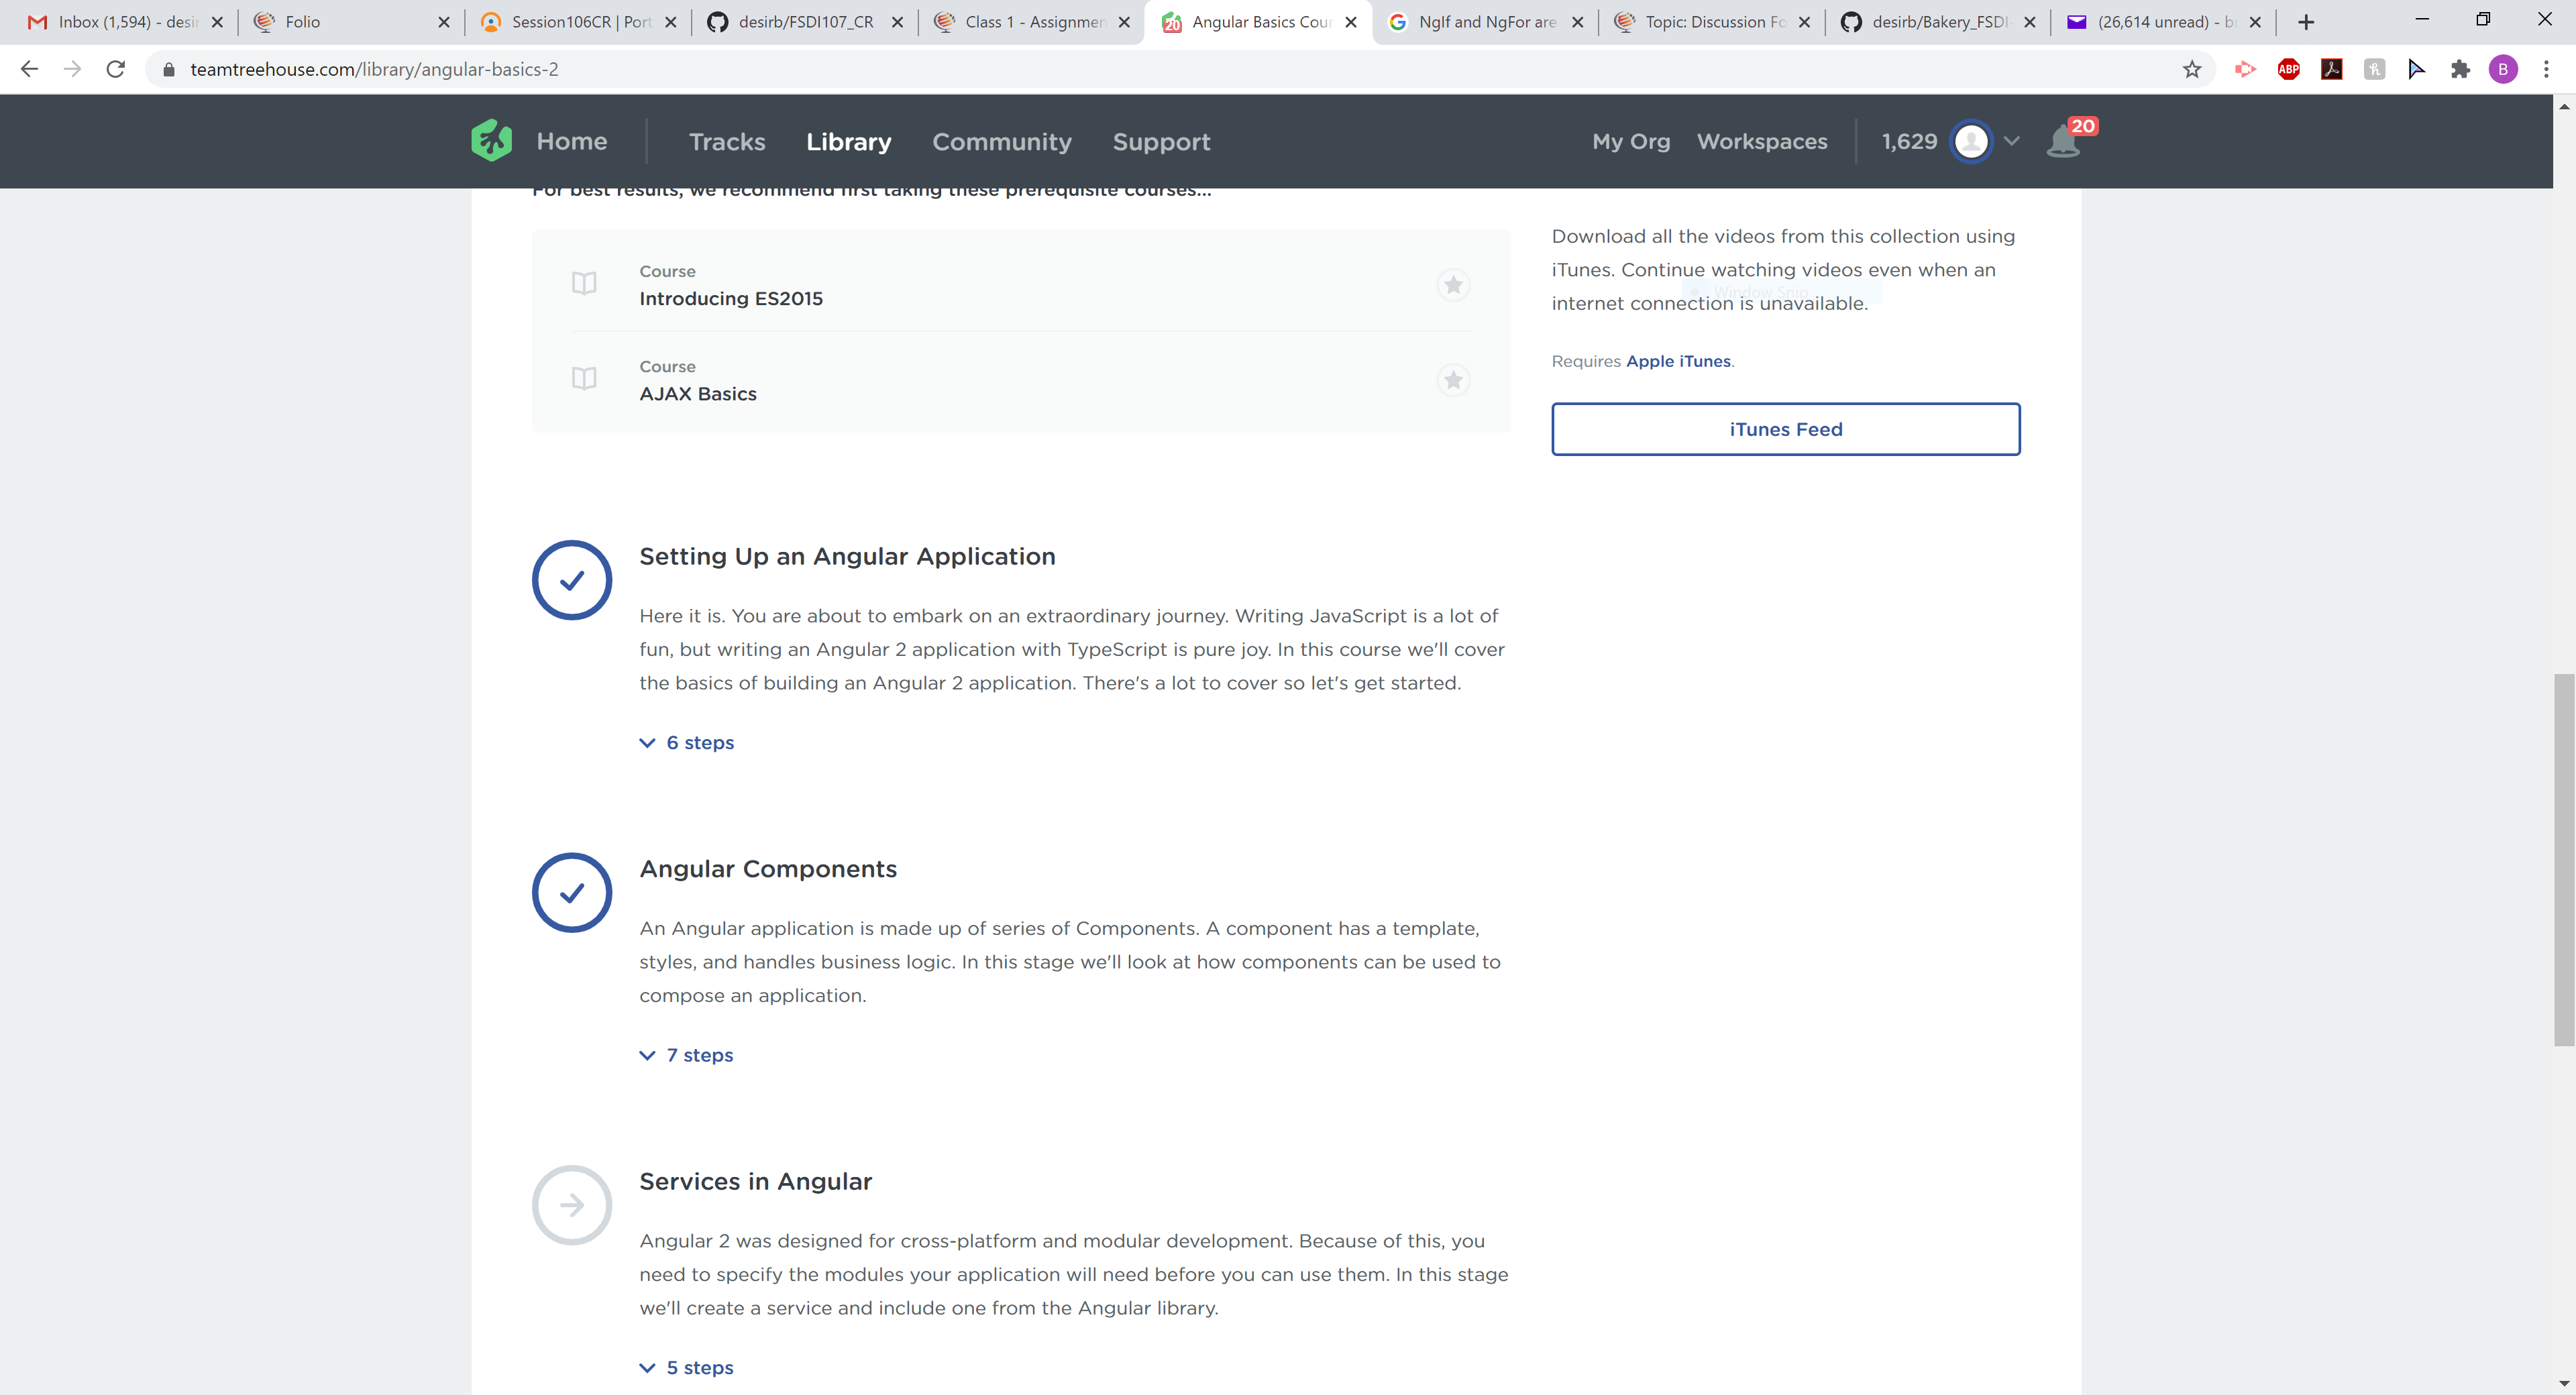 Inbox (1,594) - desir
Folio
Session106CR | Port
desirb/FSDI107_CR
Class 1 - Assignmen
Angular Basics Cour
NgIf and NgFor are
Topic: Discussion Fo
desirb/Bakery_FSDI-
(26,614 unread) - br
teamtreehouse.com/library/angular-basics-2
ABP
B
Home
Tracks
Library
Community
Support
My Org
Workspaces
1,629
20
For best results, we recommend first taking these prerequisite courses...
Course
Introducing ES2015
Course
AJAX Basics
Download all the videos from this collection using
iTunes. Continue watching videos even when an
Window Snip
internet connection is unavailable.
Requires Apple iTunes.
iTunes Feed
Setting Up an Angular Application
Here it is. You are about to embark on an extraordinary journey. Writing JavaScript is a lot of
fun, but writing an Angular 2 application with TypeScript is pure joy. In this course we'll cover
the basics of building an Angular 2 application. There's a lot to cover so let's get started.
6 steps
Angular Components
An Angular application is made up of series of Components. A component has a template,
styles, and handles business logic. In this stage we'll look at how components can be used to
compose an application.
7 steps
Services in Angular
Angular 2 was designed for cross-platform and modular development. Because of this, you
need to specify the modules your application will need before you can use them. In this stage
we'll create a service and include one from the Angular library.
5 steps